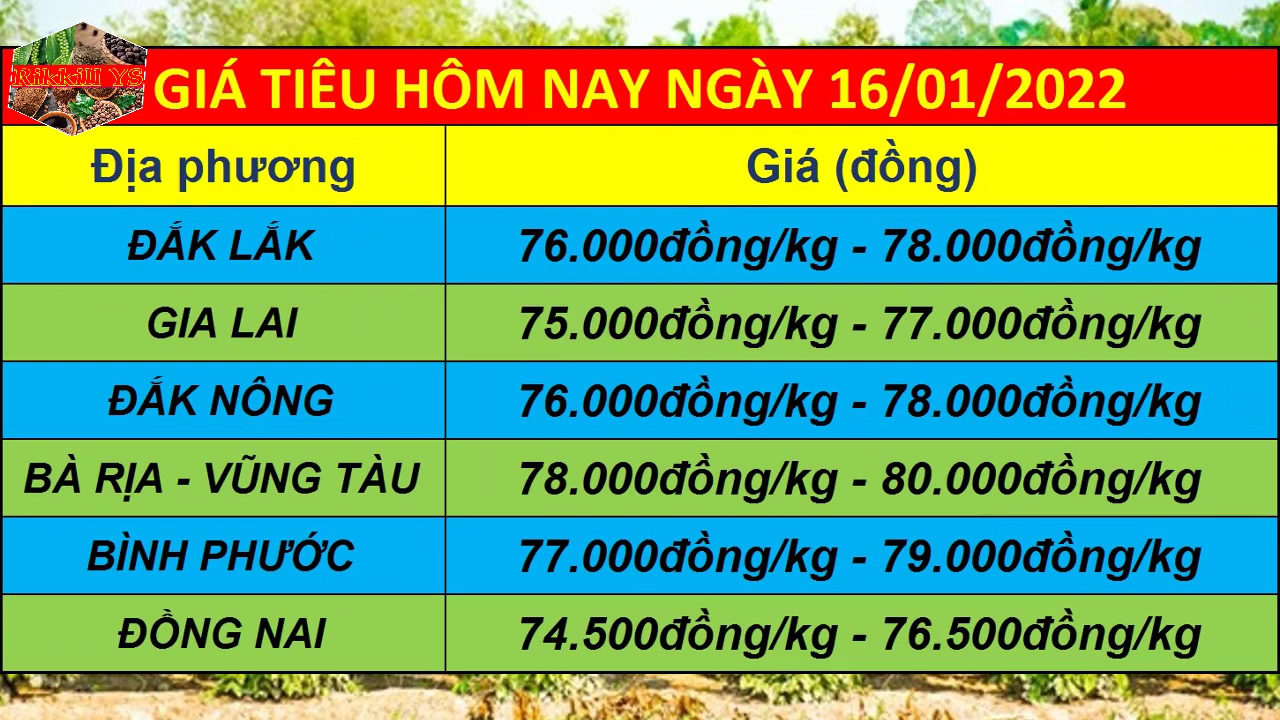 Rikkill YS
GIÁ TIÊU HÔM NAY NGÀY 16/01/2022
Địa phương Giá (đồng)
ĐẮK LẮK 76.000đồng/kg - 78.000đồng/kg
GIA LAI 75.000đồng/kg - 77.000đồng/kg
ĐẮK NÔNG 76.000đồng/kg - 78.000đồng/kg
BÀ RỊA - VŨNG TÀU 78.000đồng/kg - 80.000đồng/kg
BÌNH PHƯỚC 77.000đồng/kg - 79.000đồng/kg
ĐỒNG NAI 74.500đồng/kg - 76.500đồng/kg